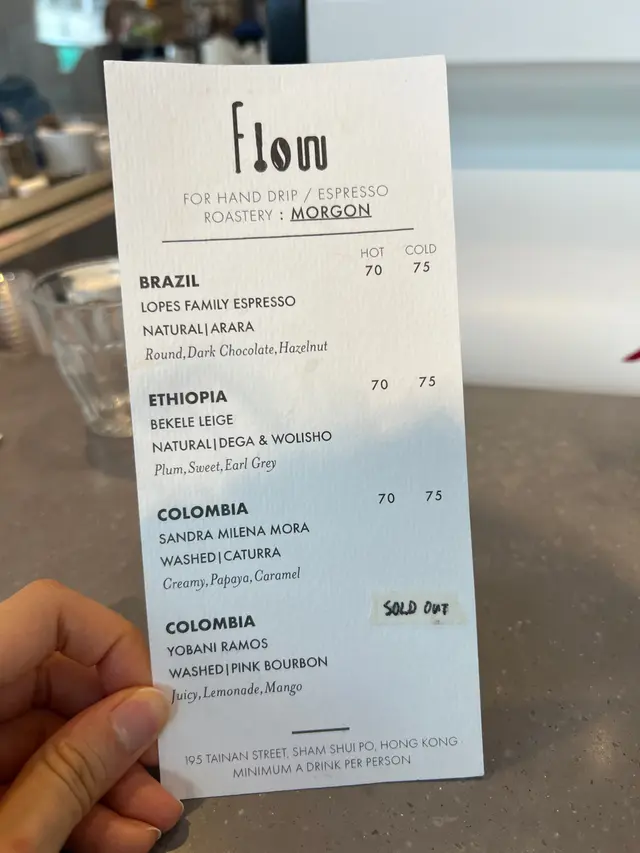 Flow
FOR HAND DRIP / ESPRESSO
ROASTERY : MORGON
HOT COLD
BRAZIL 70 75
LOPES FAMILY ESPRESSO
NATURAL|ARARA
Round,Dark Chocolate,Hazelnut
ETHIOPIA 70 75
BEKELE LEIGE
NATURAL|DEGA & WOLISHO
Plum,Sweet,Earl Grey
COLOMBIA 70 75
SANDRA MILENA MORA
WASHED|CATURRA
Creamy,Papaya,Caramel
COLOMBIA SOLD OUT
YOBANI RAMOS
WASHED|PINK BOURBON
Juicy,Lemonade,Mango
195 TAINAN STREET, SHAM SHUI PO, HONG KONG
MINIMUM A DRINK PER PERSON